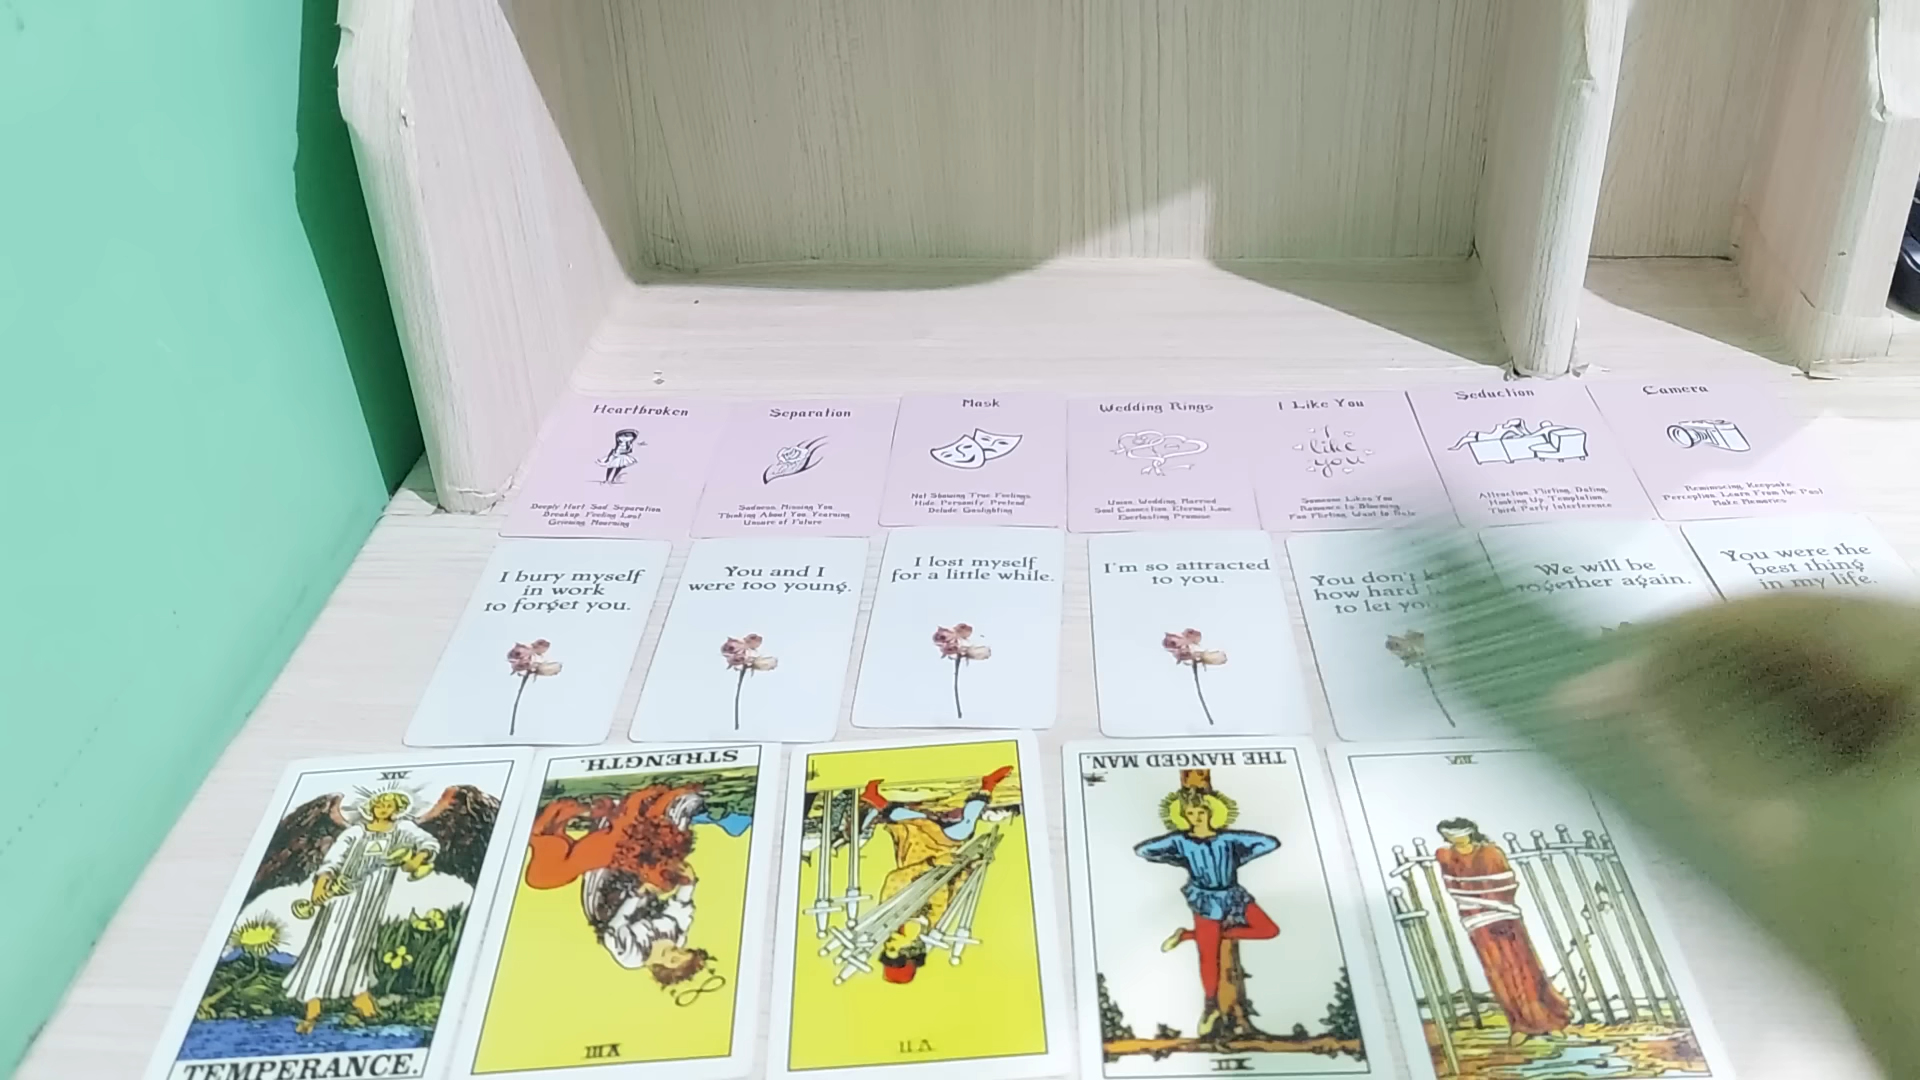 Heartbroken
Deeply Hurt Sad Separation
Breakup Feeling Lost
Grieving Mourning
Separation
Sadness Missing You
Thinking About You Yearning
Unsure of Future
Mask
Not Showing True Feelings
Hide Personify Pretend
Delude Gaslighting
Wedding Rings
Union Wedding Married
Soul Connection Eternal Love
Everlasting Promise
I Like You
I
like
you
Someone Likes You
Romance Is Blooming
Fun Flirting Want to Date
Seduction
Attraction Flirting Dating
Hooking Up Temptation
Third-Party Interference
Camera
Reminiscing Keepsake
Perception Learn From the Past
Make Memories
I bury myself
in work
to forget you.
You and I
were too young.
I lost myself
for a little while.
I'm so attracted
to you.
You don't
how hard
to let you
We will be
together again.
You were the
best thing
in my life.
XIV
TEMPERANCE.
STRENGTH.
VIII
VII
THE HANGED MAN.
XII
VIII